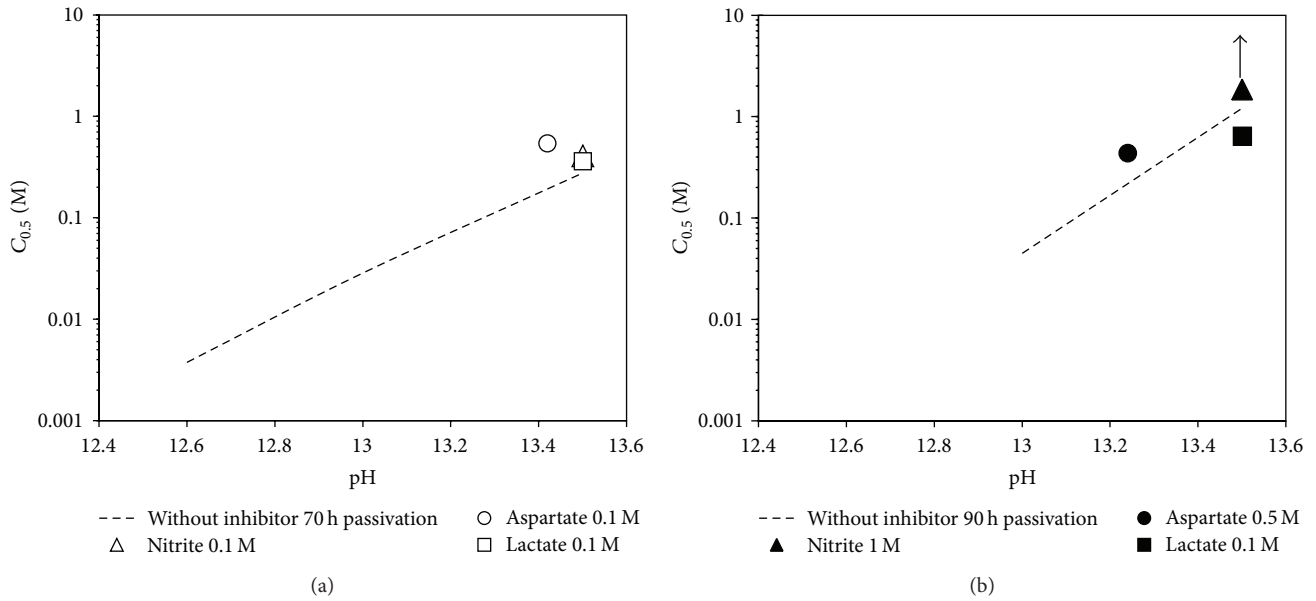 10
1
0.1
0.01
0.001
C0.5 (M)
12.4 12.6 12.8 13 13.2 13.4 13.6
pH
Without inhibitor 70 h passivation
Aspartate 0.1 M
Nitrite 0.1 M
Lactate 0.1 M
(a)
10
1
0.1
0.01
0.001
C0.5 (M)
12.4 12.6 12.8 13 13.2 13.4 13.6
pH
Without inhibitor 90 h passivation
Aspartate 0.5 M
Nitrite 1 M
Lactate 0.1 M
(b)